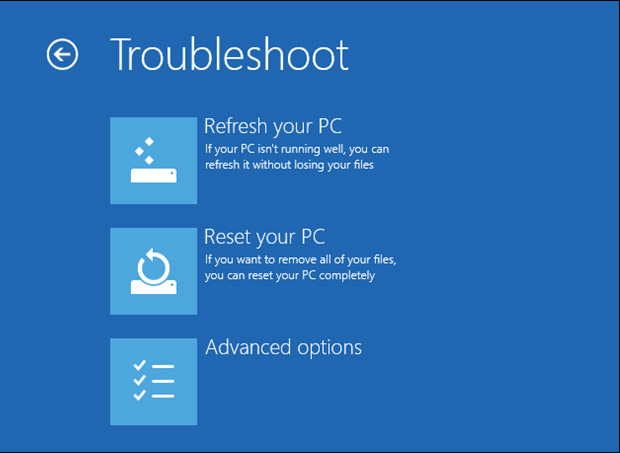 Troubleshoot
Refresh your PC
If your PC isn't running well, you can
refresh it without losing your files
Reset your PC
If you want to remove all of your files,
you can reset your PC completely
Advanced options